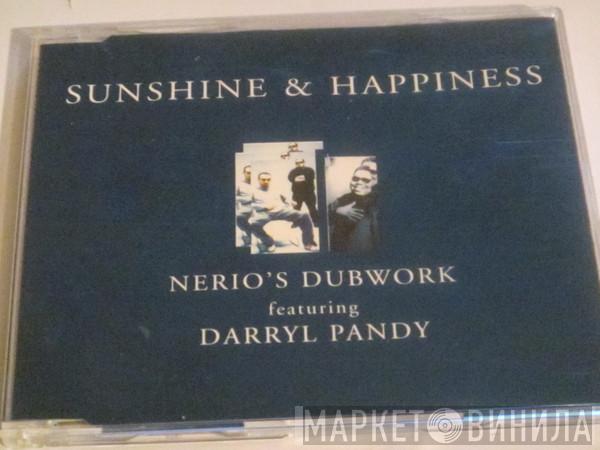 SUNSHINE & HAPPINESS
NERIO'S DUBWORK
featuring
DARRYL PANDY
МАРКЕТ ВИНИЛА